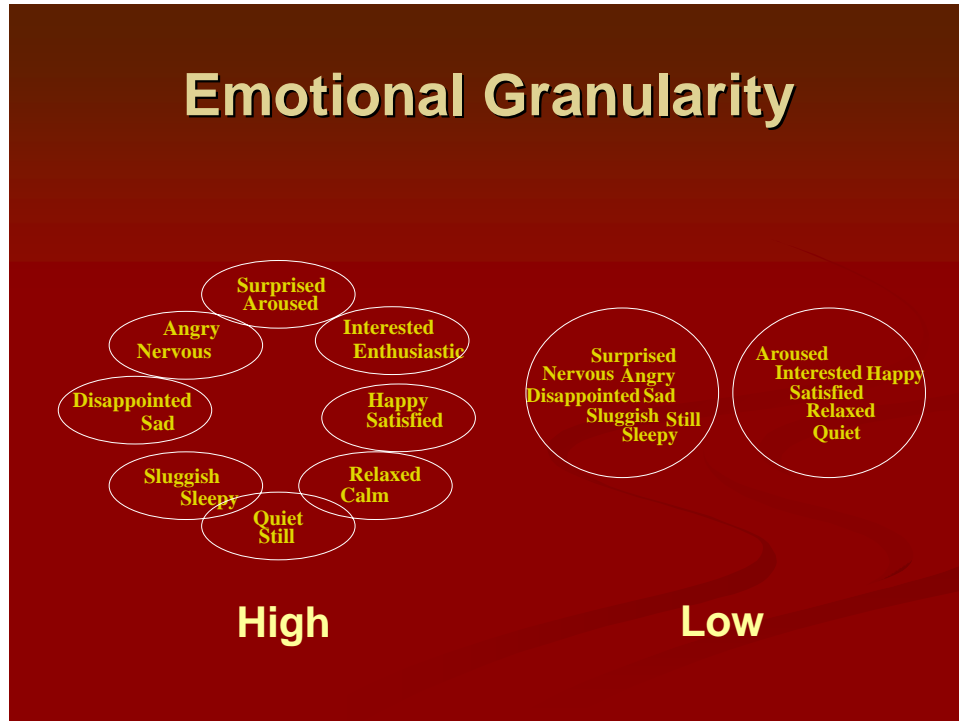 Emotional Granularity
Surprised
Aroused
Angry
Nervous
Interested
Enthusiastic
Disappointed
Sad
Happy
Satisfied
Sluggish
Sleepy
Relaxed
Calm
Quiet
Still
High
Surprised
Nervous Angry
Disappointed Sad
Sluggish Still
Sleepy
Aroused
Interested Happy
Satisfied
Relaxed
Quiet
Low